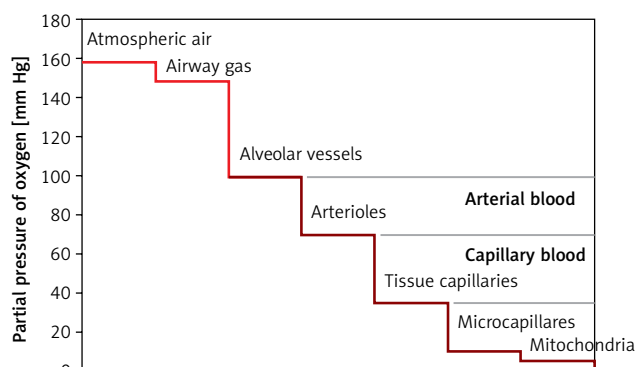 180
Atmospheric air
160
Airway gas
140
120
Alveolar vessels
100
Arterial blood
80
Arterioles
60
Capillary blood
Tissue capillaries
40
Microcapillares
20
Mitochondria
0
Partial pressure of oxygen [mm Hg]